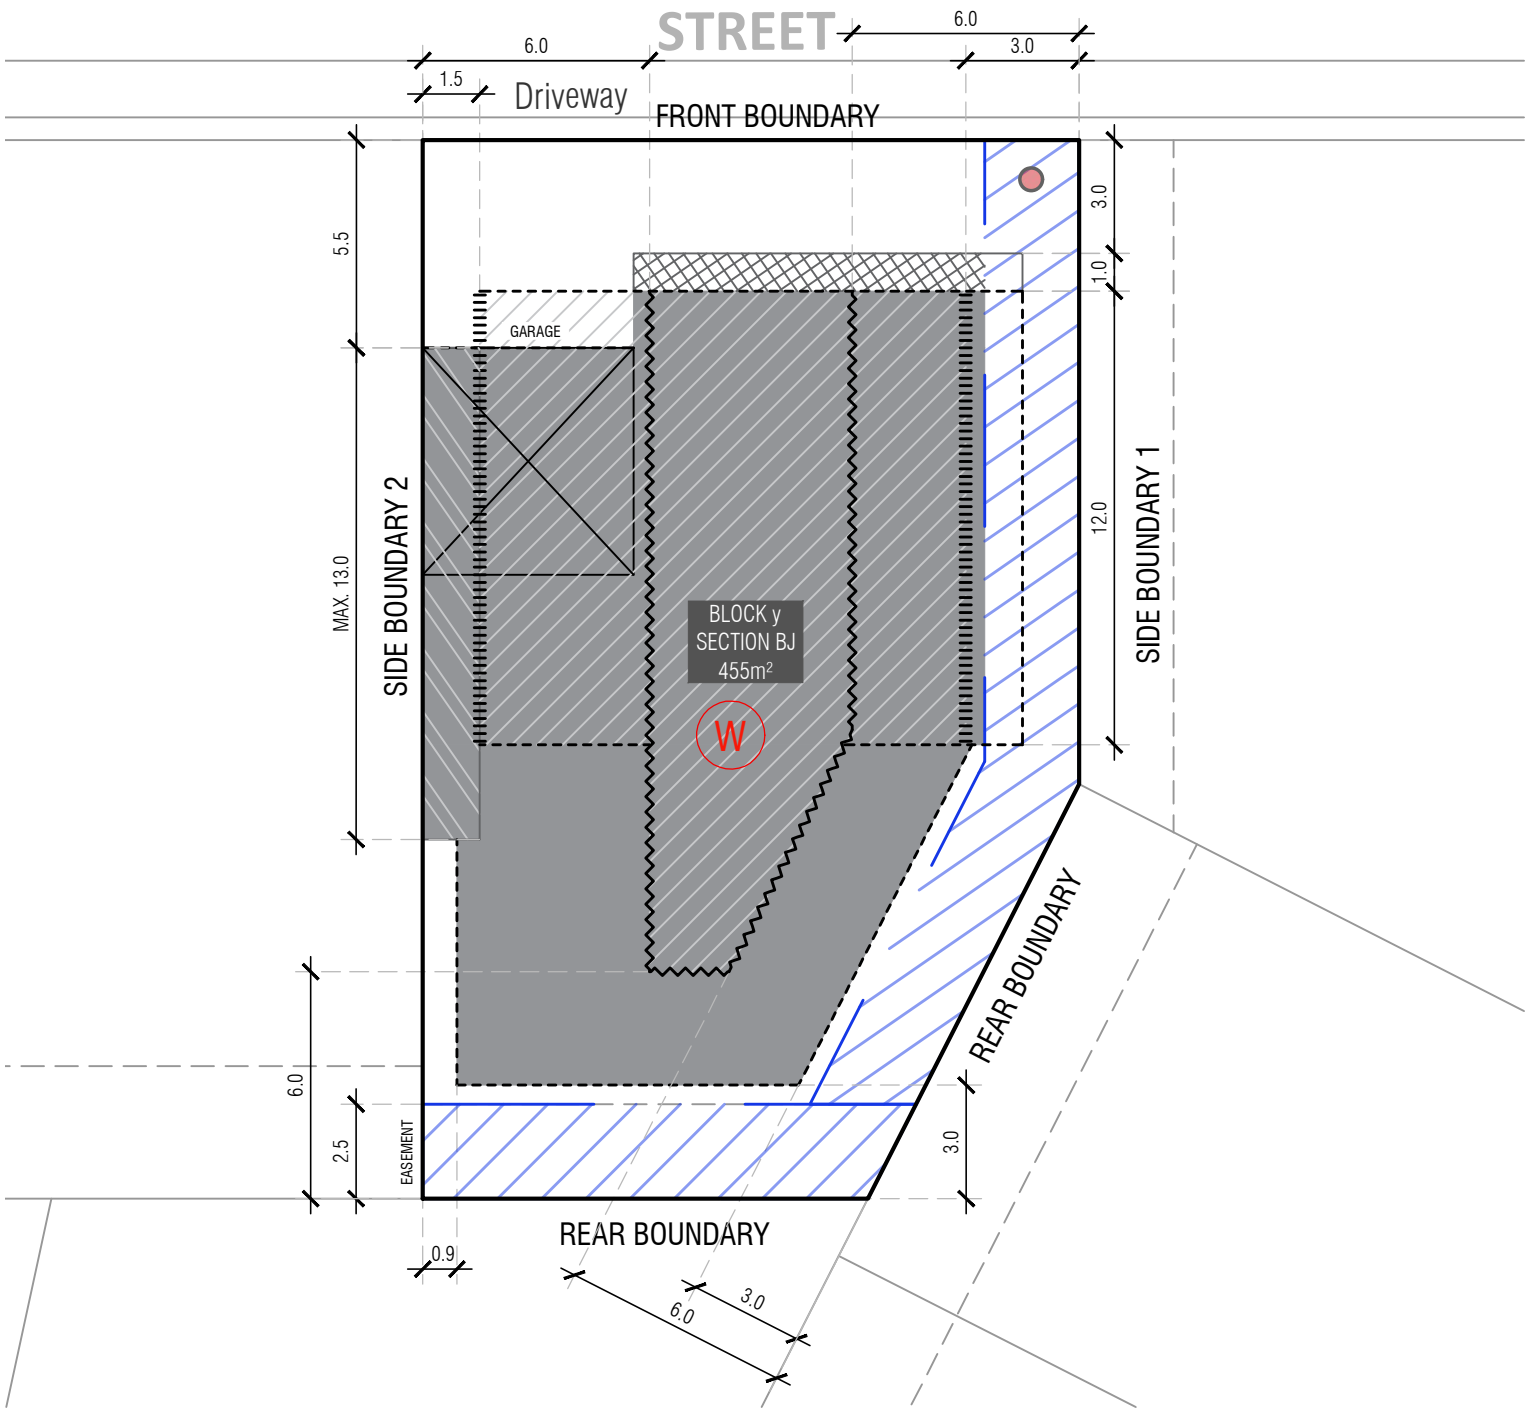 STREET
6.0
6.0
3.0
1.5
Driveway
FRONT BOUNDARY
3.0
5.5
1.0
GARAGE
SIDE BOUNDARY 2
SIDE BOUNDARY 1
12.0
MAX. 13.0
BLOCK y
SECTION BJ
455m²
W
REAR BOUNDARY
6.0
2.5
EASEMENT
3.0
REAR BOUNDARY
0.9
3.0
6.0